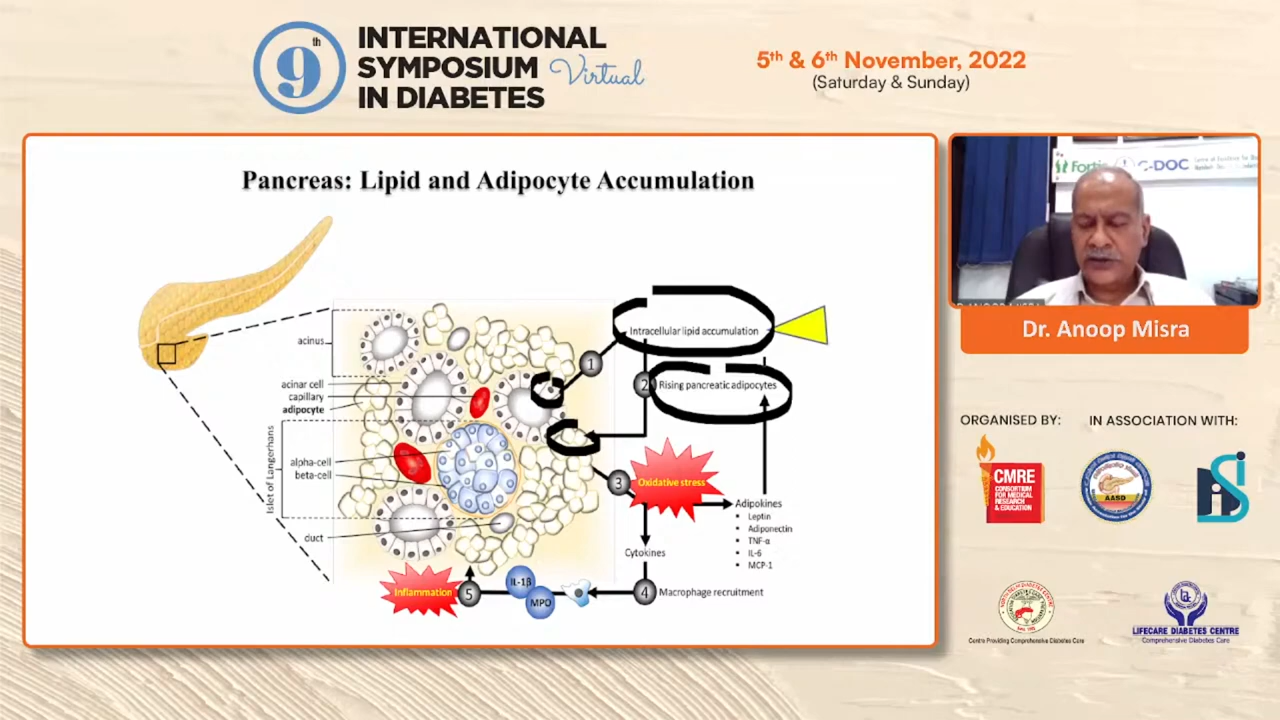 9th
INTERNATIONAL
SYMPOSIUM Virtual
IN DIABETES
5th & 6th November, 2022
(Saturday & Sunday)
Pancreas: Lipid and Adipocyte Accumulation
acinus
acinar cell
capillary
adipocyte
Islet of Langerhans
alpha-cell
beta-cell
duct
Intracellular lipid accumulation
1
2
Rising pancreatic adipocytes
3
Oxidative stress
Adipokines
▪ Leptin
▪ Adiponectin
▪ TNF-α
▪ IL-6
▪ MCP-1
Cytokines
4
Macrophage recruitment
IL-1β
MPO
5
Inflammation
Fortis
C-DOC
Dr. Anoop Misra
ORGANISED BY:
IN ASSOCIATION WITH:
CMRE
CONSORTIUM
FOR MEDICAL
RESEARCH
& EDUCATION
AASD
Centre Providing Comprehensive Diabetes Care
LIFECARE DIABETES CENTRE
Comprehensive Diabetes Care